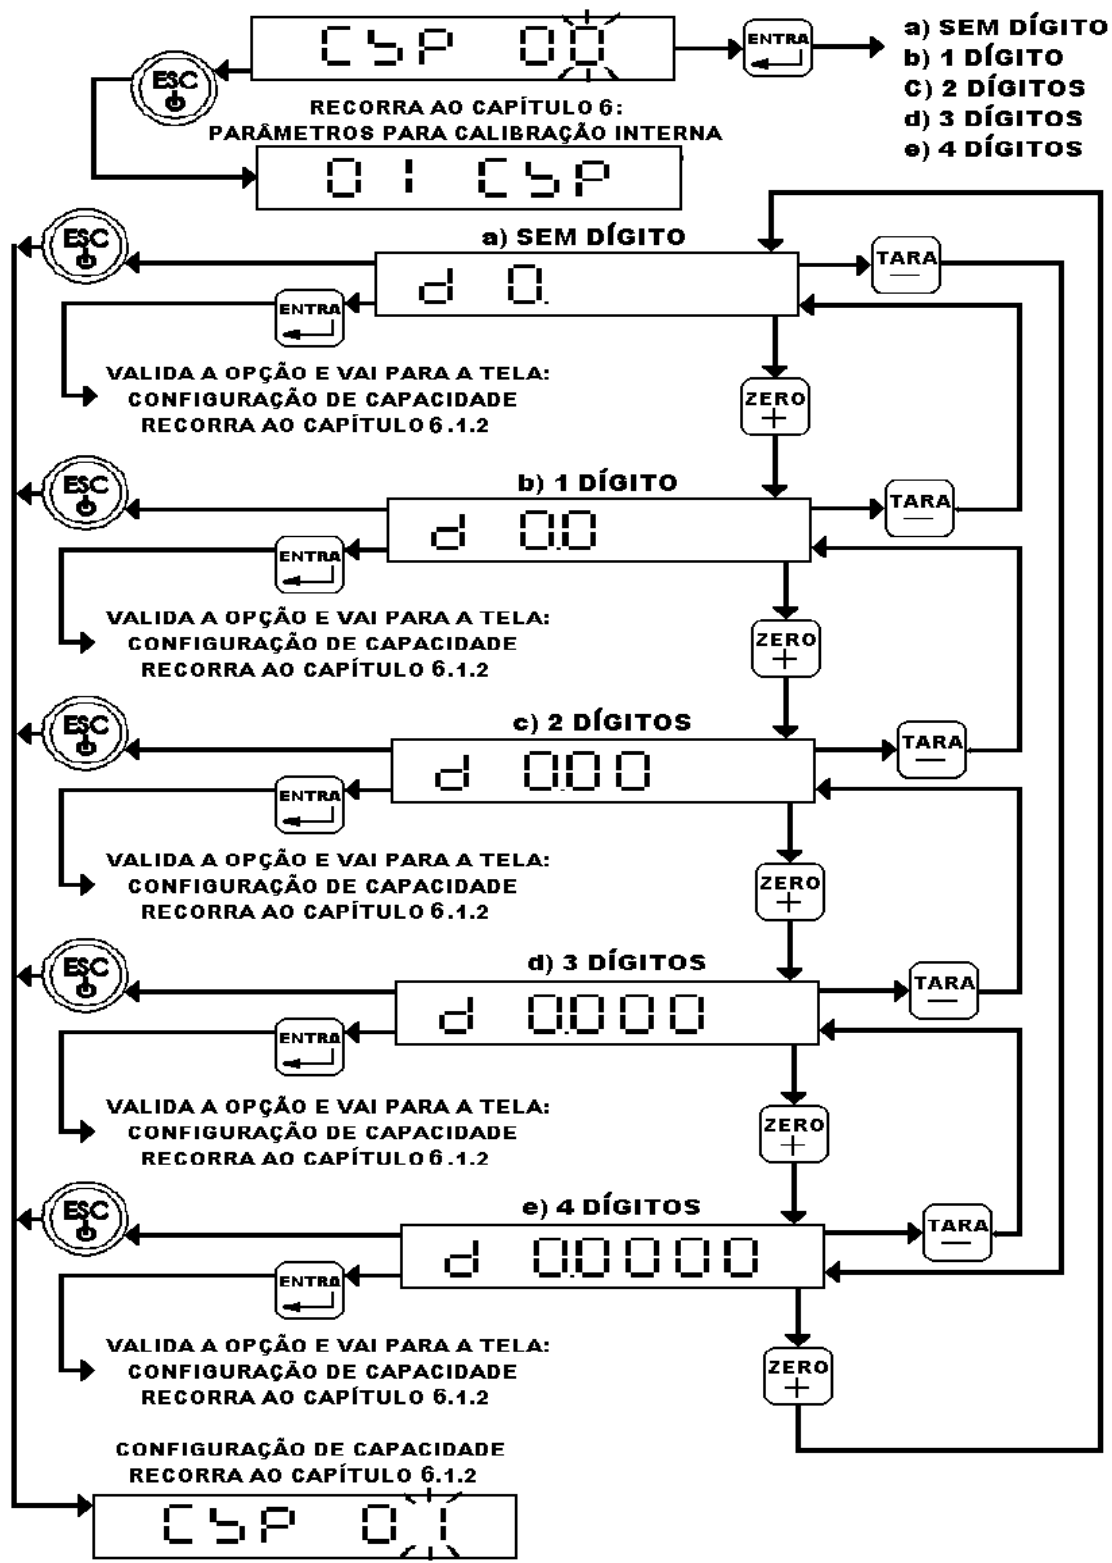 CSP 00
ENTRA
a) SEM DÍGITO
b) 1 DÍGITO
C) 2 DÍGITOS
d) 3 DÍGITOS
e) 4 DÍGITOS
ESC
RECORRA AO CAPÍTULO 6:
PARÂMETROS PARA CALIBRAÇÃO INTERNA
01 CSP
ESC
a) SEM DÍGITO
TARA
d 0.
ENTRA
VALIDA A OPÇÃO E VAI PARA A TELA:
CONFIGURAÇÃO DE CAPACIDADE
RECORRA AO CAPÍTULO 6.1.2
ZERO
+
ESC
b) 1 DÍGITO
TARA
d 0.0
ENTRA
VALIDA A OPÇÃO E VAI PARA A TELA:
CONFIGURAÇÃO DE CAPACIDADE
RECORRA AO CAPÍTULO 6.1.2
ZERO
+
ESC
c) 2 DÍGITOS
TARA
d 0.00
ENTRA
VALIDA A OPÇÃO E VAI PARA A TELA:
CONFIGURAÇÃO DE CAPACIDADE
RECORRA AO CAPÍTULO 6.1.2
ZERO
+
ESC
d) 3 DÍGITOS
TARA
d 0.000
ENTRA
VALIDA A OPÇÃO E VAI PARA A TELA:
CONFIGURAÇÃO DE CAPACIDADE
RECORRA AO CAPÍTULO 6.1.2
ZERO
+
ESC
e) 4 DÍGITOS
TARA
d 0.0000
ENTRA
VALIDA A OPÇÃO E VAI PARA A TELA:
CONFIGURAÇÃO DE CAPACIDADE
RECORRA AO CAPÍTULO 6.1.2
ZERO
+
CONFIGURAÇÃO DE CAPACIDADE
RECORRA AO CAPÍTULO 6.1.2
CSP 01